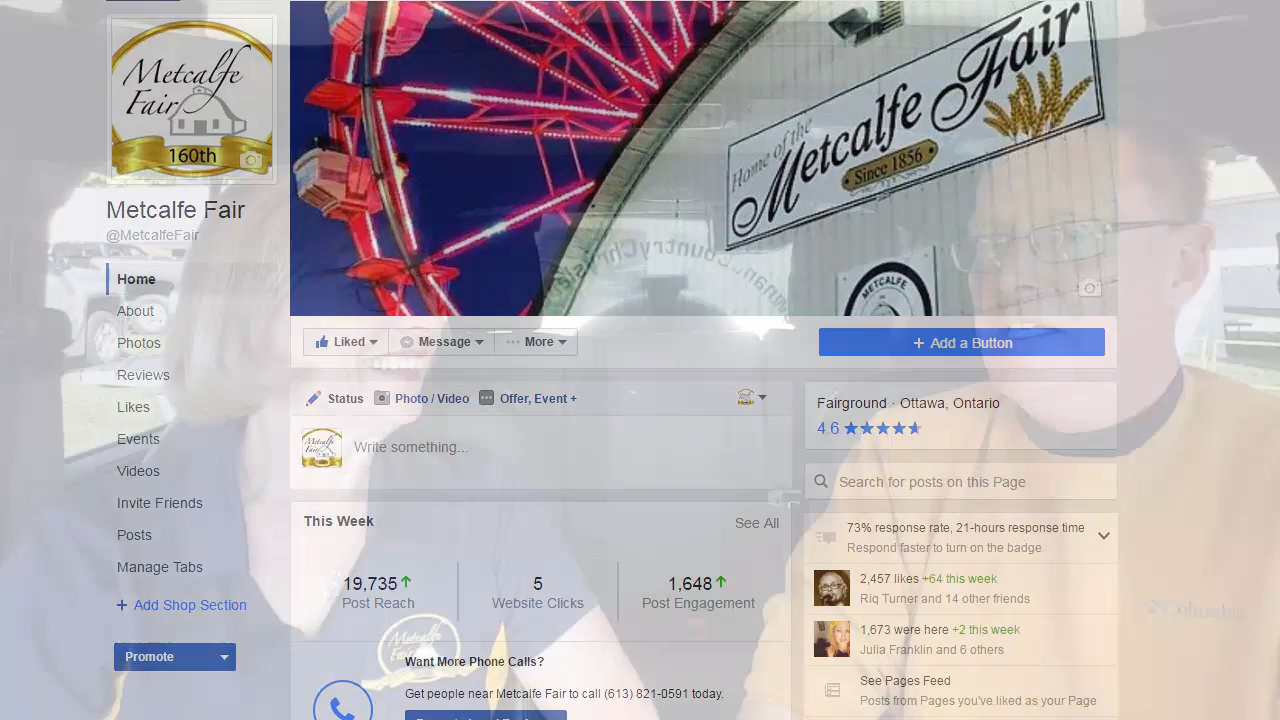 Metcalfe
Fair
160th
Metcalfe Fair
@MetcalfeFair
Home
About
Photos
Reviews
Likes
Events
Videos
Invite Friends
Posts
Manage Tabs
+ Add Shop Section
Promote
Home of the
Metcalfe Fair
Since 1856
METCALFE
Liked
Message
More
+ Add a Button
Status
Photo / Video
Offer, Event +
Metcalfe
Fair
Write something...
This Week
See All
19,735
5
1,648
Post Reach
Website Clicks
Post Engagement
Metcalfe
Fair
Want More Phone Calls?
Get people near Metcalfe Fair to call (613) 821-0591 today.
Fairground · Ottawa, Ontario
4.6
Search for posts on this Page
73% response rate, 21-hours response time
Respond faster to turn on the badge
2,457 likes +64 this week
Riq Turner and 14 other friends
1,673 were here +2 this week
Julia Franklin and 6 others
See Pages Feed
Posts from Pages you've liked as your Page